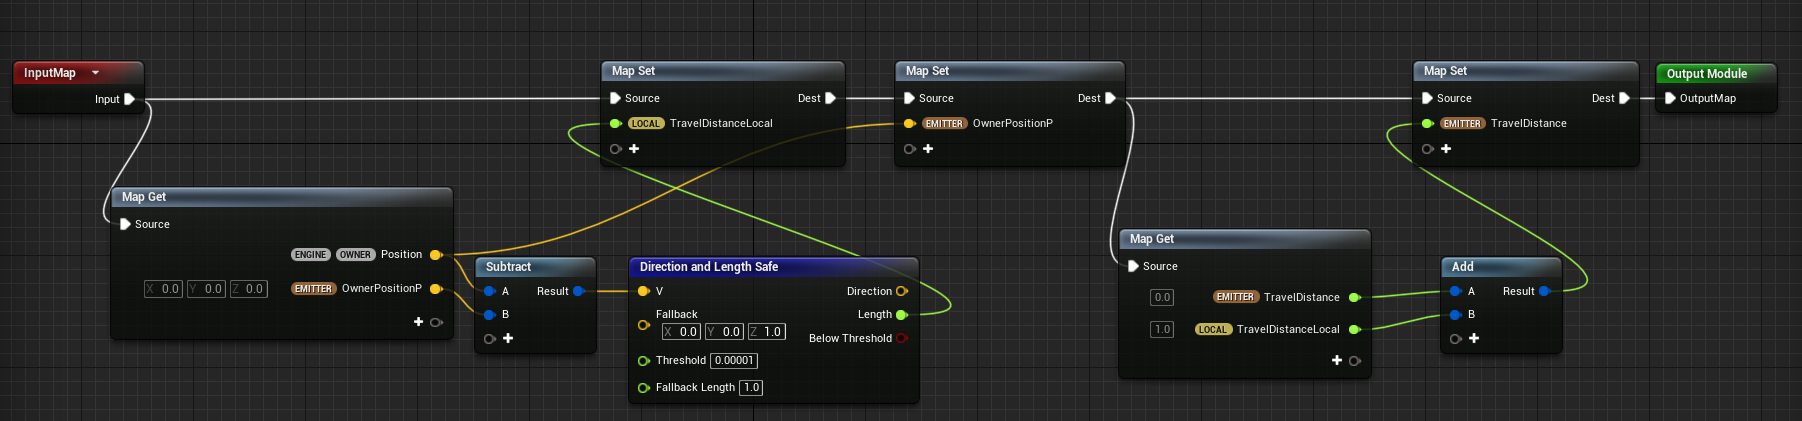 InputMap
Input
Map Set
Source Dest
LOCAL TravelDistanceLocal
Map Set
Source Dest
EMITTER OwnerPositionP
Map Set
Source Dest
EMITTER TravelDistance
Output Module
OutputMap
Map Get
Source
ENGINE OWNER Position
X 0.0 Y 0.0 Z 0.0 EMITTER OwnerPositionP
Subtract
A Result
B
Direction and Length Safe
V Direction
Fallback Length
X 0.0 Y 0.0 Z 1.0
Below Threshold
Threshold 0.00001
Fallback Length 1.0
Map Get
Source
0.0 EMITTER TravelDistance
1.0 LOCAL TravelDistanceLocal
Add
A Result
B